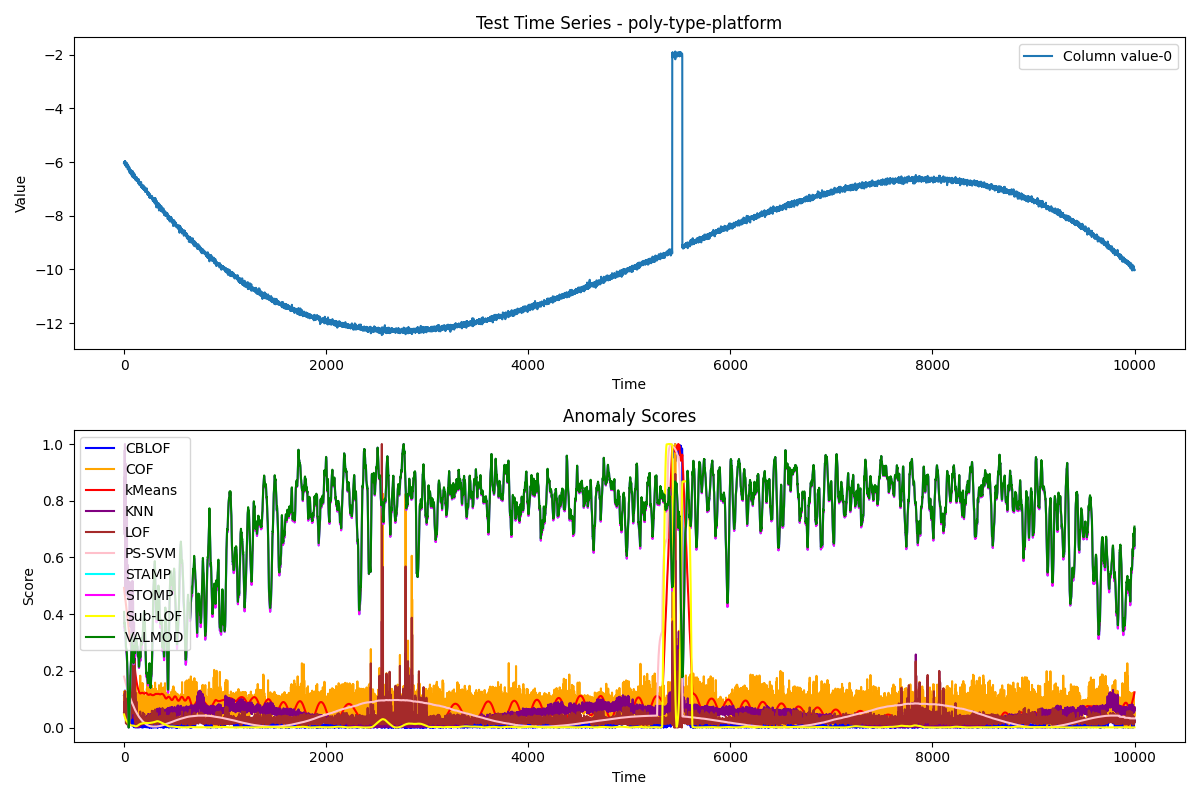 Test Time Series - poly-type-platform
Column value-0
Value
−2
−4
−6
−8
−10
−12
0
2000
4000
6000
8000
10000
Time
Anomaly Scores
CBLOF
COF
kMeans
KNN
LOF
PS-SVM
STAMP
STOMP
Sub-LOF
VALMOD
Score
1.0
0.8
0.6
0.4
0.2
0.0
0
2000
4000
6000
8000
10000
Time